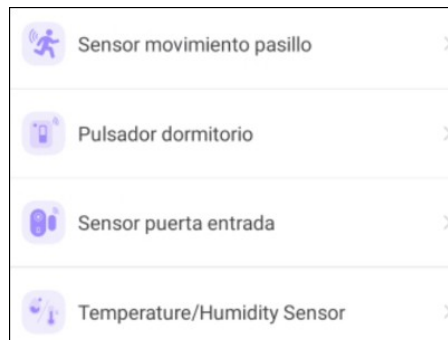 Sensor movimiento pasillo
Pulsador dormitorio
Sensor puerta entrada
Temperature/Humidity Sensor